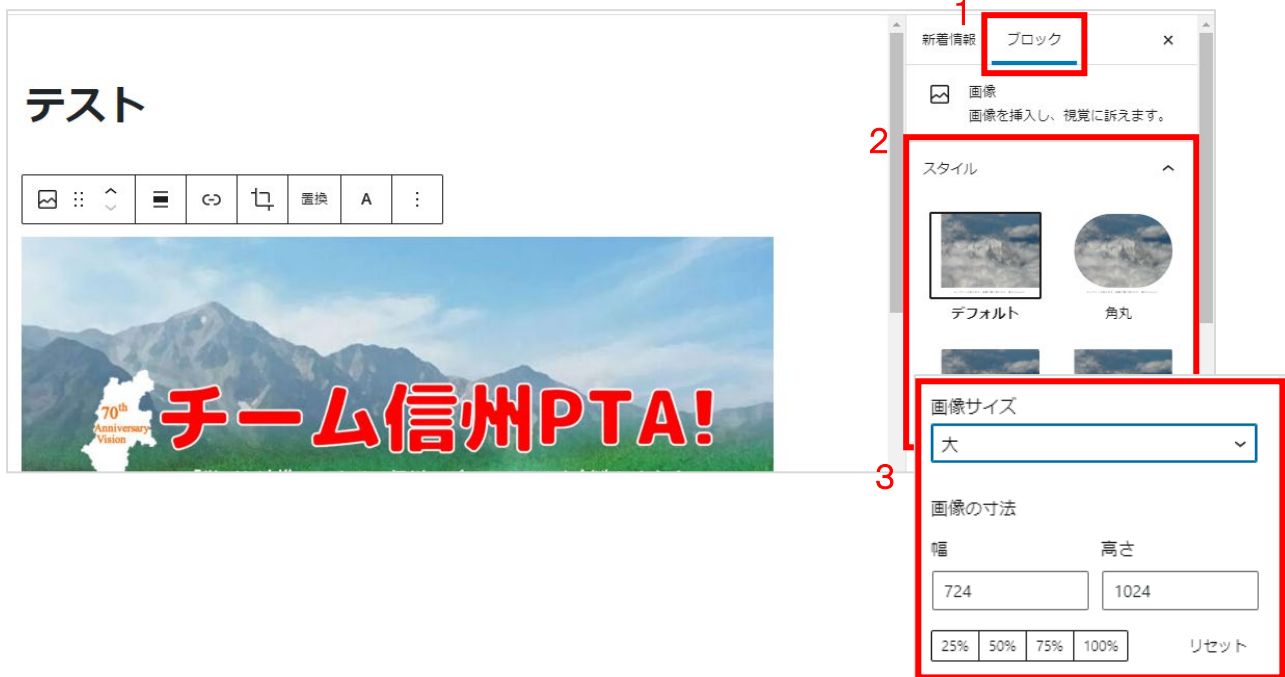 1
新着情報 ブロック ×
テスト
画像
画像を挿入し、視覚に訴えます。
2
スタイル
置換 A
デフォルト 角丸
70th
Anniversary
Vision
チーム信州PTA!
3
画像サイズ
大
画像の寸法
幅 高さ
724 1024
25% 50% 75% 100% リセット